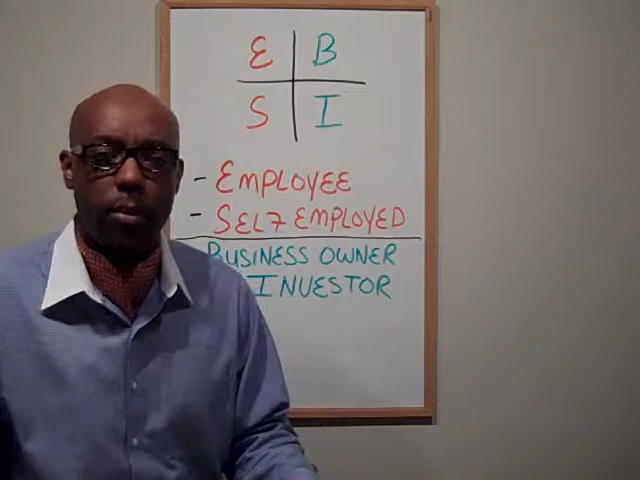 E B
S I
- EMPLOYEE
- SELF EMPLOYED
BUSINESS OWNER
INVESTOR